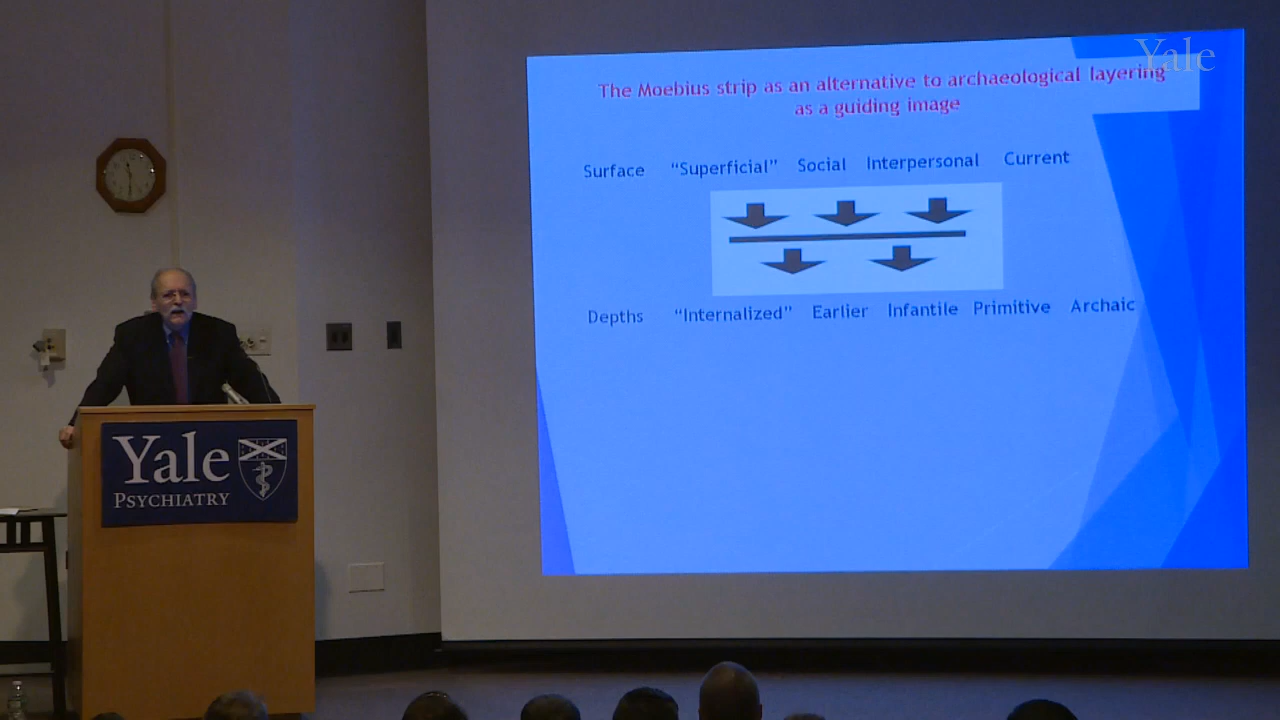 Yale
The Moebius strip as an alternative to archaeological layering
as a guiding image
Surface "Superficial" Social Interpersonal Current
Depths "Internalized" Earlier Infantile Primitive Archaic
Yale
PSYCHIATRY